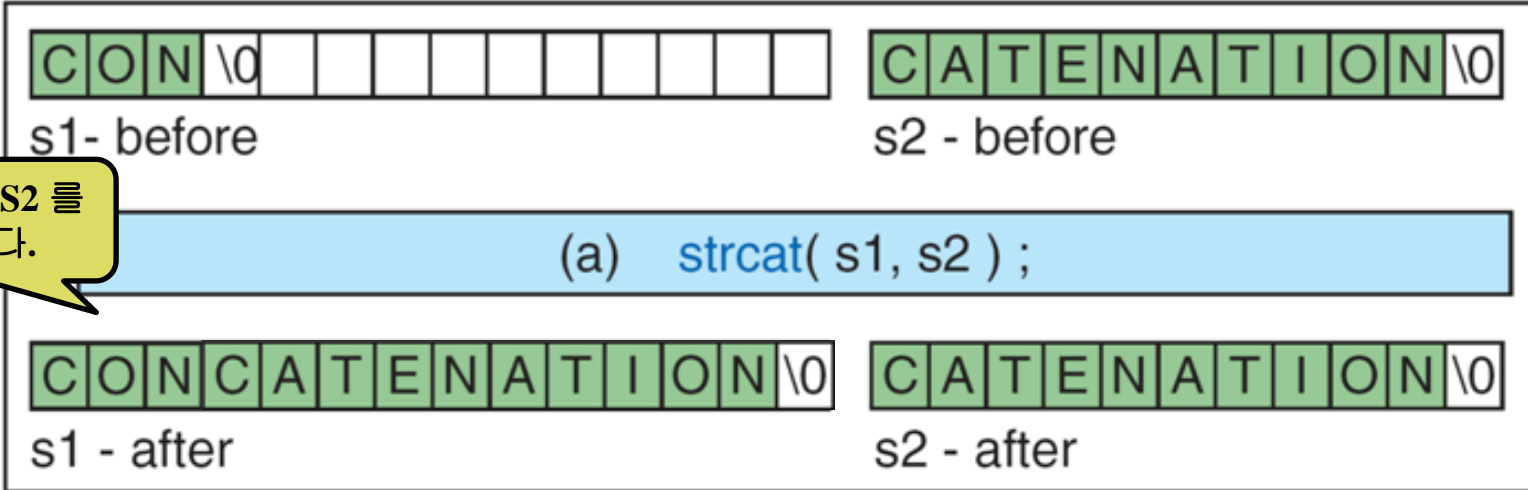 CON\0 CATENATION\0
s1- before s2 - before
S2 를
다.
(a) strcat( s1, s2 ) ;
CONCATENATION\0 CATENATION\0
s1 - after s2 - after